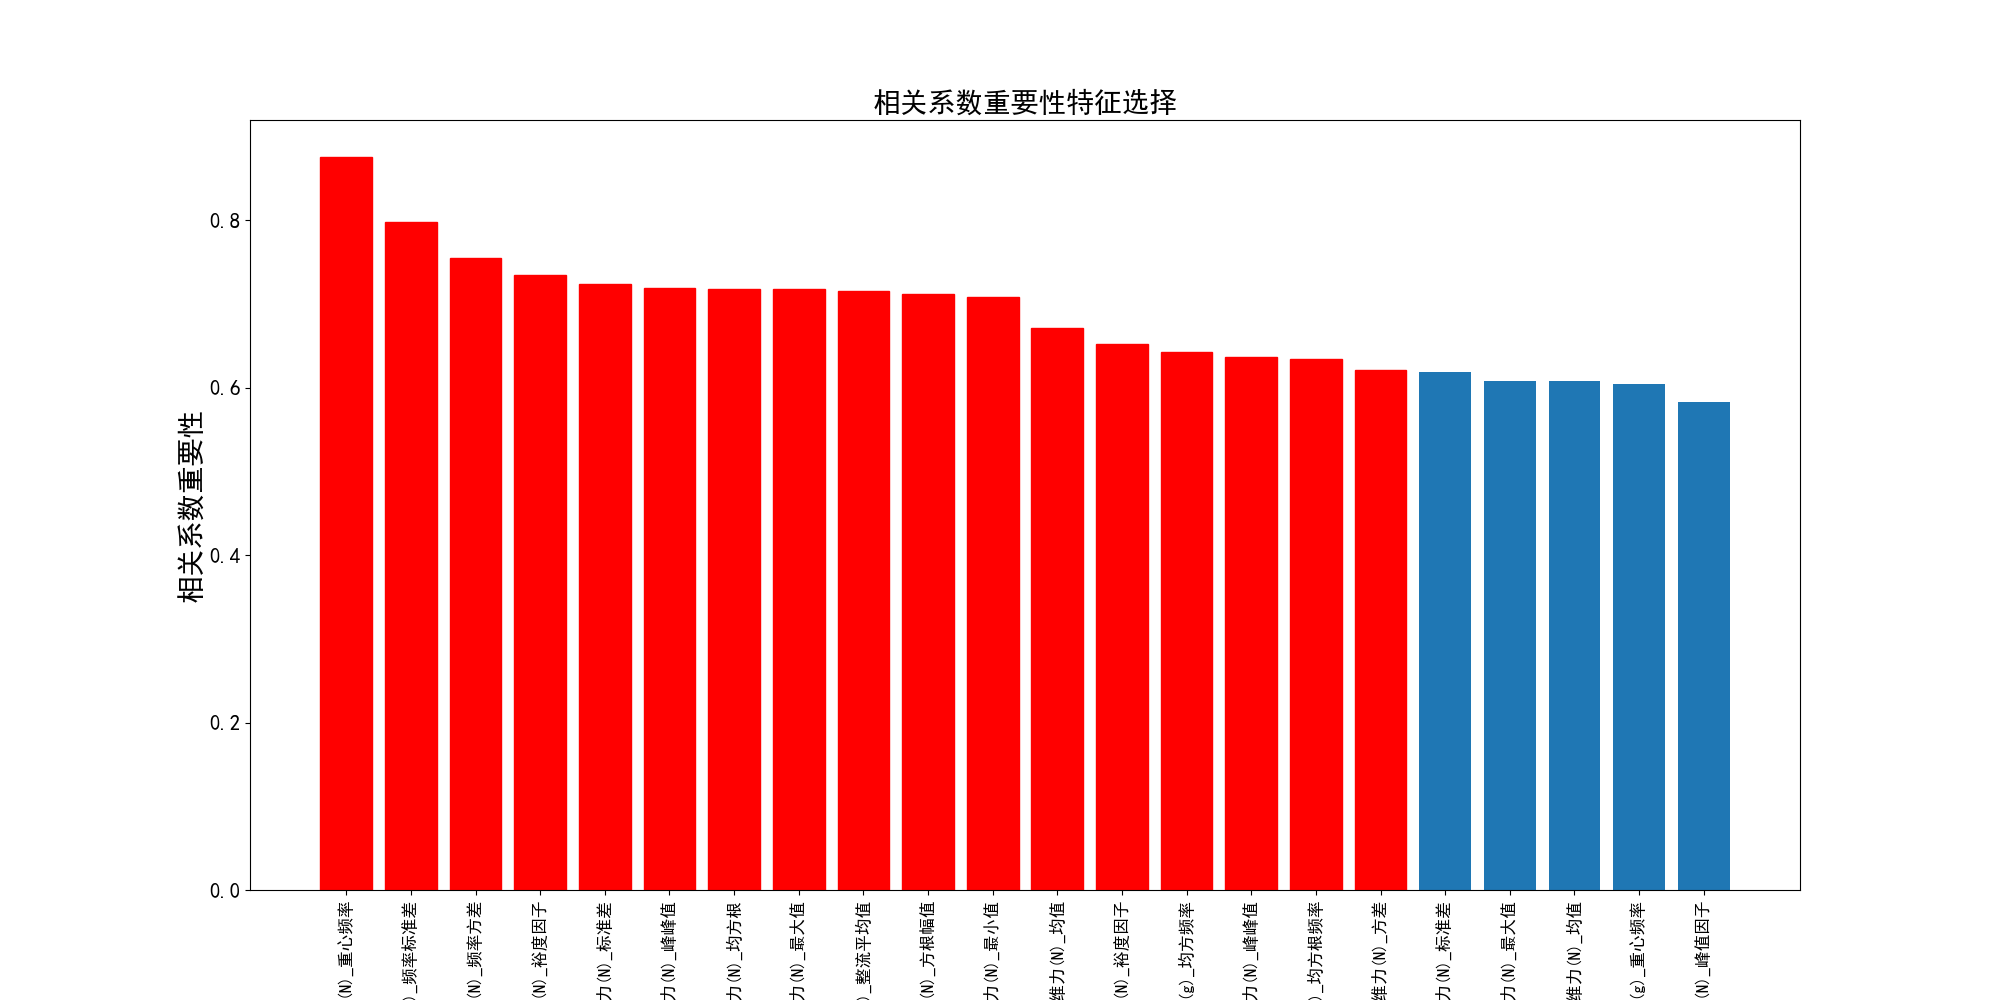 相关系数重要性特征选择
相关系数重要性
0.8
0.6
0.4
0.2
0.0
(N)_重心频率
)_频率标准差
(N)_频率方差
(N)_裕度因子
力(N)_标准差
力(N)_峰峰值
力(N)_均方根
力(N)_最大值
)_整流平均值
(N)_方根幅值
力(N)_最小值
维力(N)_均值
(N)_裕度因子
(g)_均方频率
力(N)_峰峰值
)_均方根频率
维力(N)_方差
力(N)_标准差
力(N)_最大值
维力(N)_均值
(g)_重心频率
(N)_峰值因子